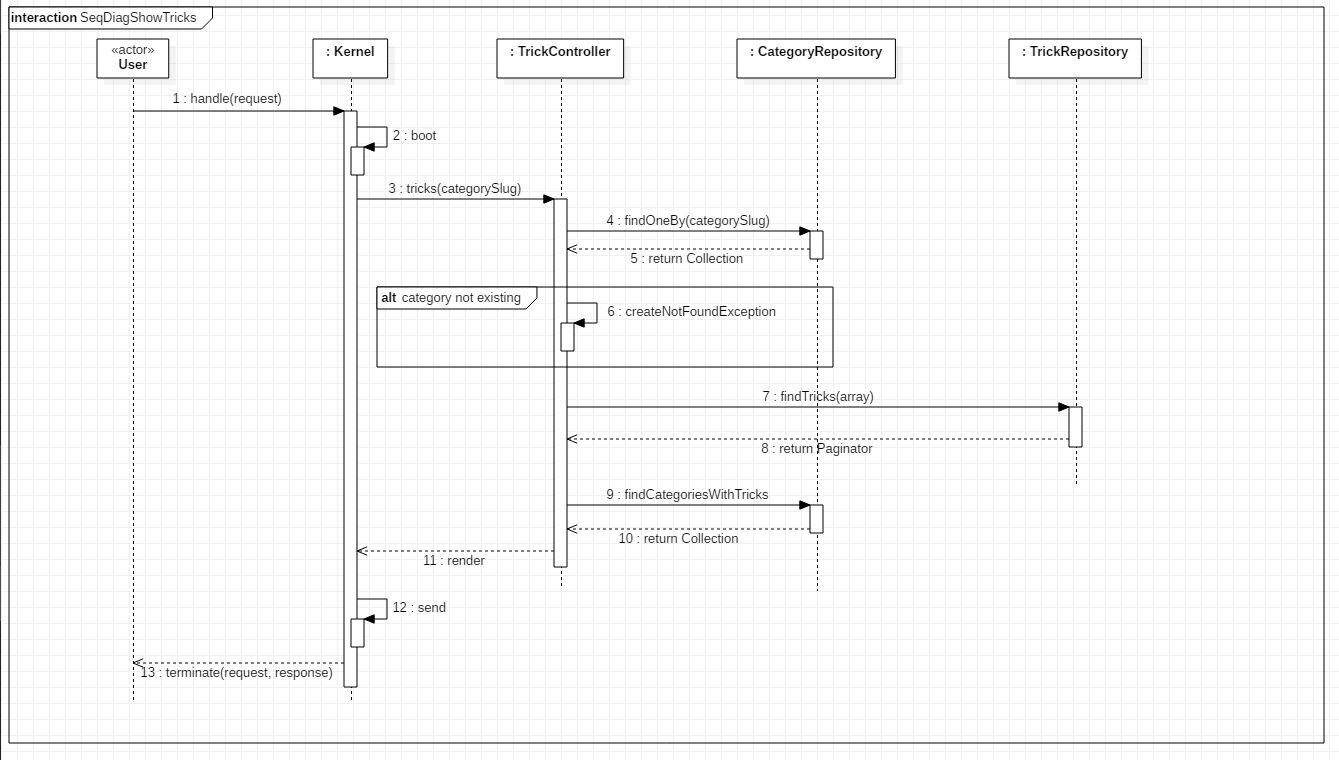 interaction SeqDiagShowTricks
«actor»
User
: Kernel
: TrickController
: CategoryRepository
: TrickRepository
1 : handle(request)
2 : boot
3 : tricks(categorySlug)
4 : findOneBy(categorySlug)
5 : return Collection
alt category not existing
6 : createNotFoundException
7 : findTricks(array)
8 : return Paginator
9 : findCategoriesWithTricks
10 : return Collection
11 : render
12 : send
13 : terminate(request, response)